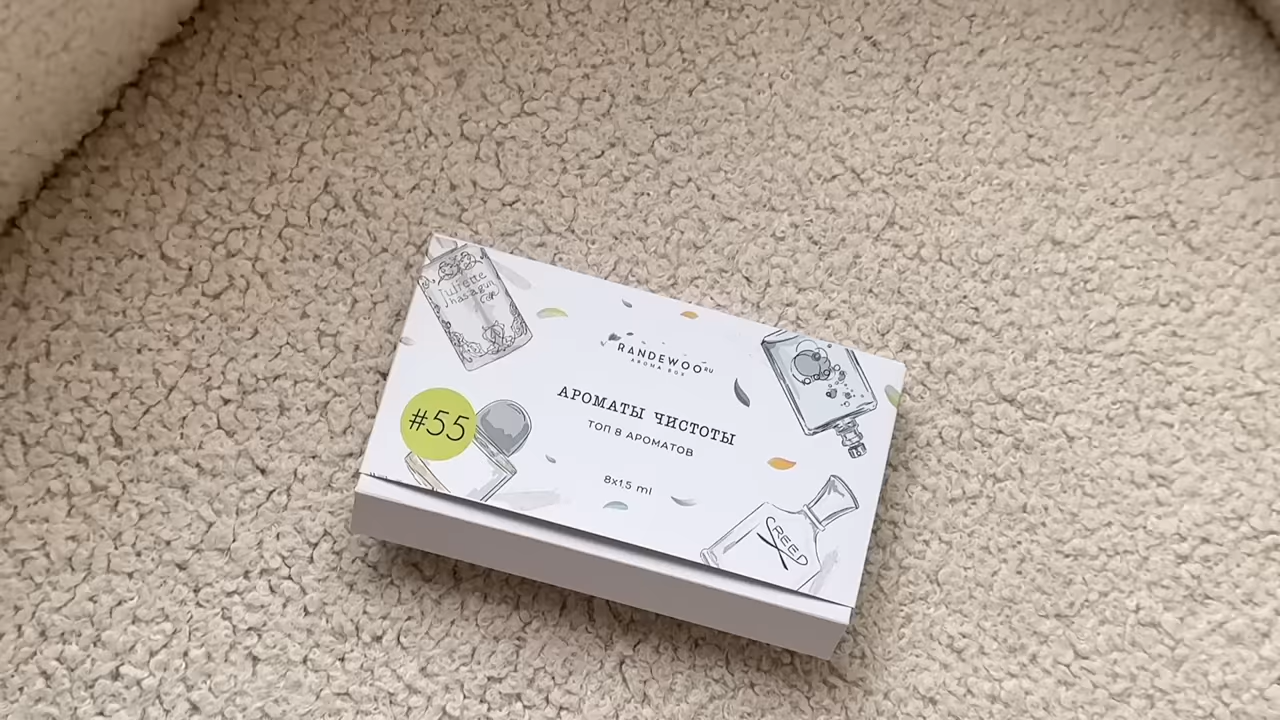 Juliette
has a gun
RANDEWOO RU
AROMA BOX
АРОМАТЫ ЧИСТОТЫ
ТОП 8 АРОМАТОВ
8x1,5 ml
#55
CREED